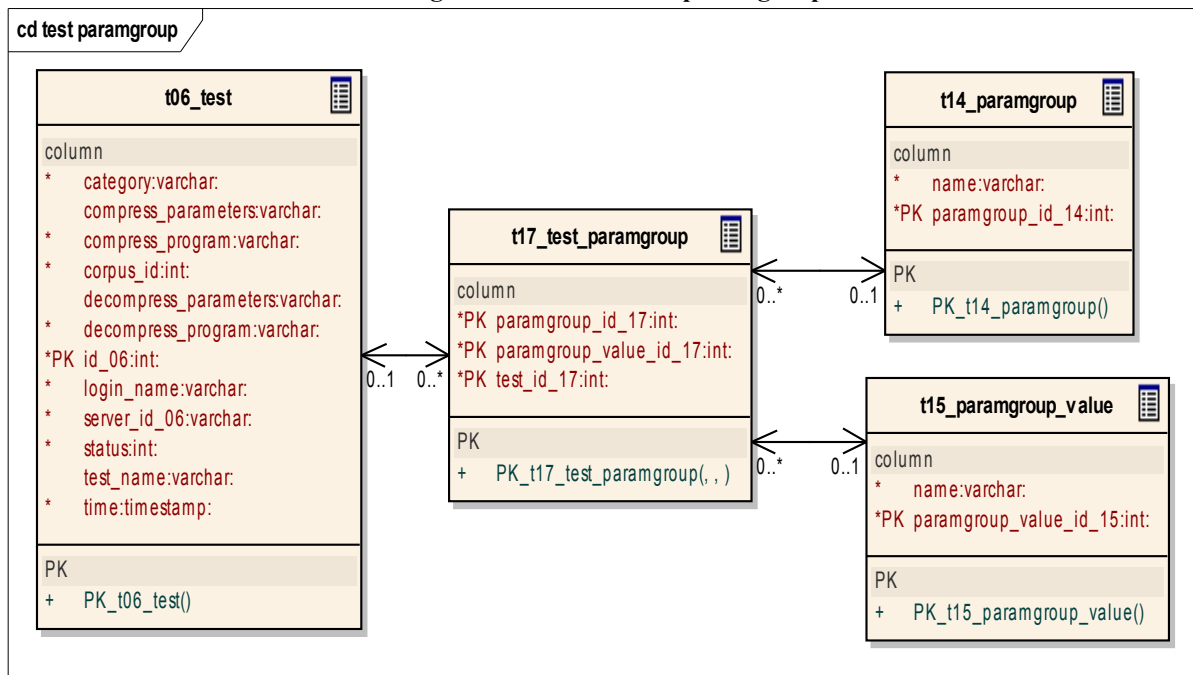 cd test paramgroup
t06_test
column
* category:varchar:
compress_parameters:varchar:
* compress_program:varchar:
* corpus_id:int:
decompress_parameters:varchar:
* decompress_program:varchar:
*PK id_06:int:
* login_name:varchar:
* server_id_06:varchar:
* status:int:
test_name:varchar:
* time:timestamp:
PK
+ PK_t06_test()
0..1
0..*
t17_test_paramgroup
column
*PK paramgroup_id_17:int:
*PK paramgroup_value_id_17:int:
*PK test_id_17:int:
PK
+ PK_t17_test_paramgroup(, , )
0..*
0..1
t14_paramgroup
column
* name:varchar:
*PK paramgroup_id_14:int:
PK
+ PK_t14_paramgroup()
0..*
0..1
t15_paramgroup_value
column
* name:varchar:
*PK paramgroup_value_id_15:int:
PK
+ PK_t15_paramgroup_value()